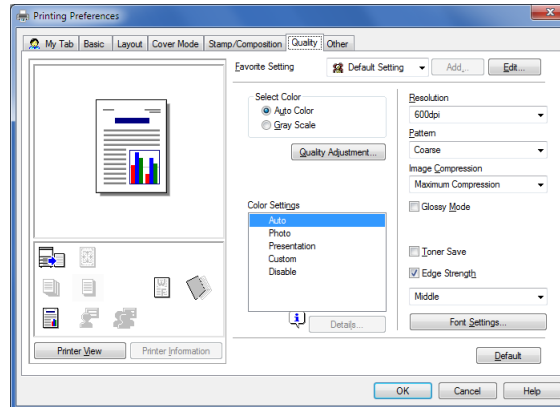 Printing Preferences
My Tab
Basic
Layout
Cover Mode
Stamp/Composition
Quality
Other
Favorite Setting
Default Setting
Add...
Edit...
Select Color
Auto Color
Gray Scale
Quality Adjustment...
Resolution
600dpi
Pattern
Coarse
Image Compression
Maximum Compression
Glossy Mode
Color Settings
Auto
Photo
Presentation
Custom
Disable
Toner Save
Edge Strength
Middle
Details...
Font Settings...
Printer View
Printer Information
Default
OK
Cancel
Help